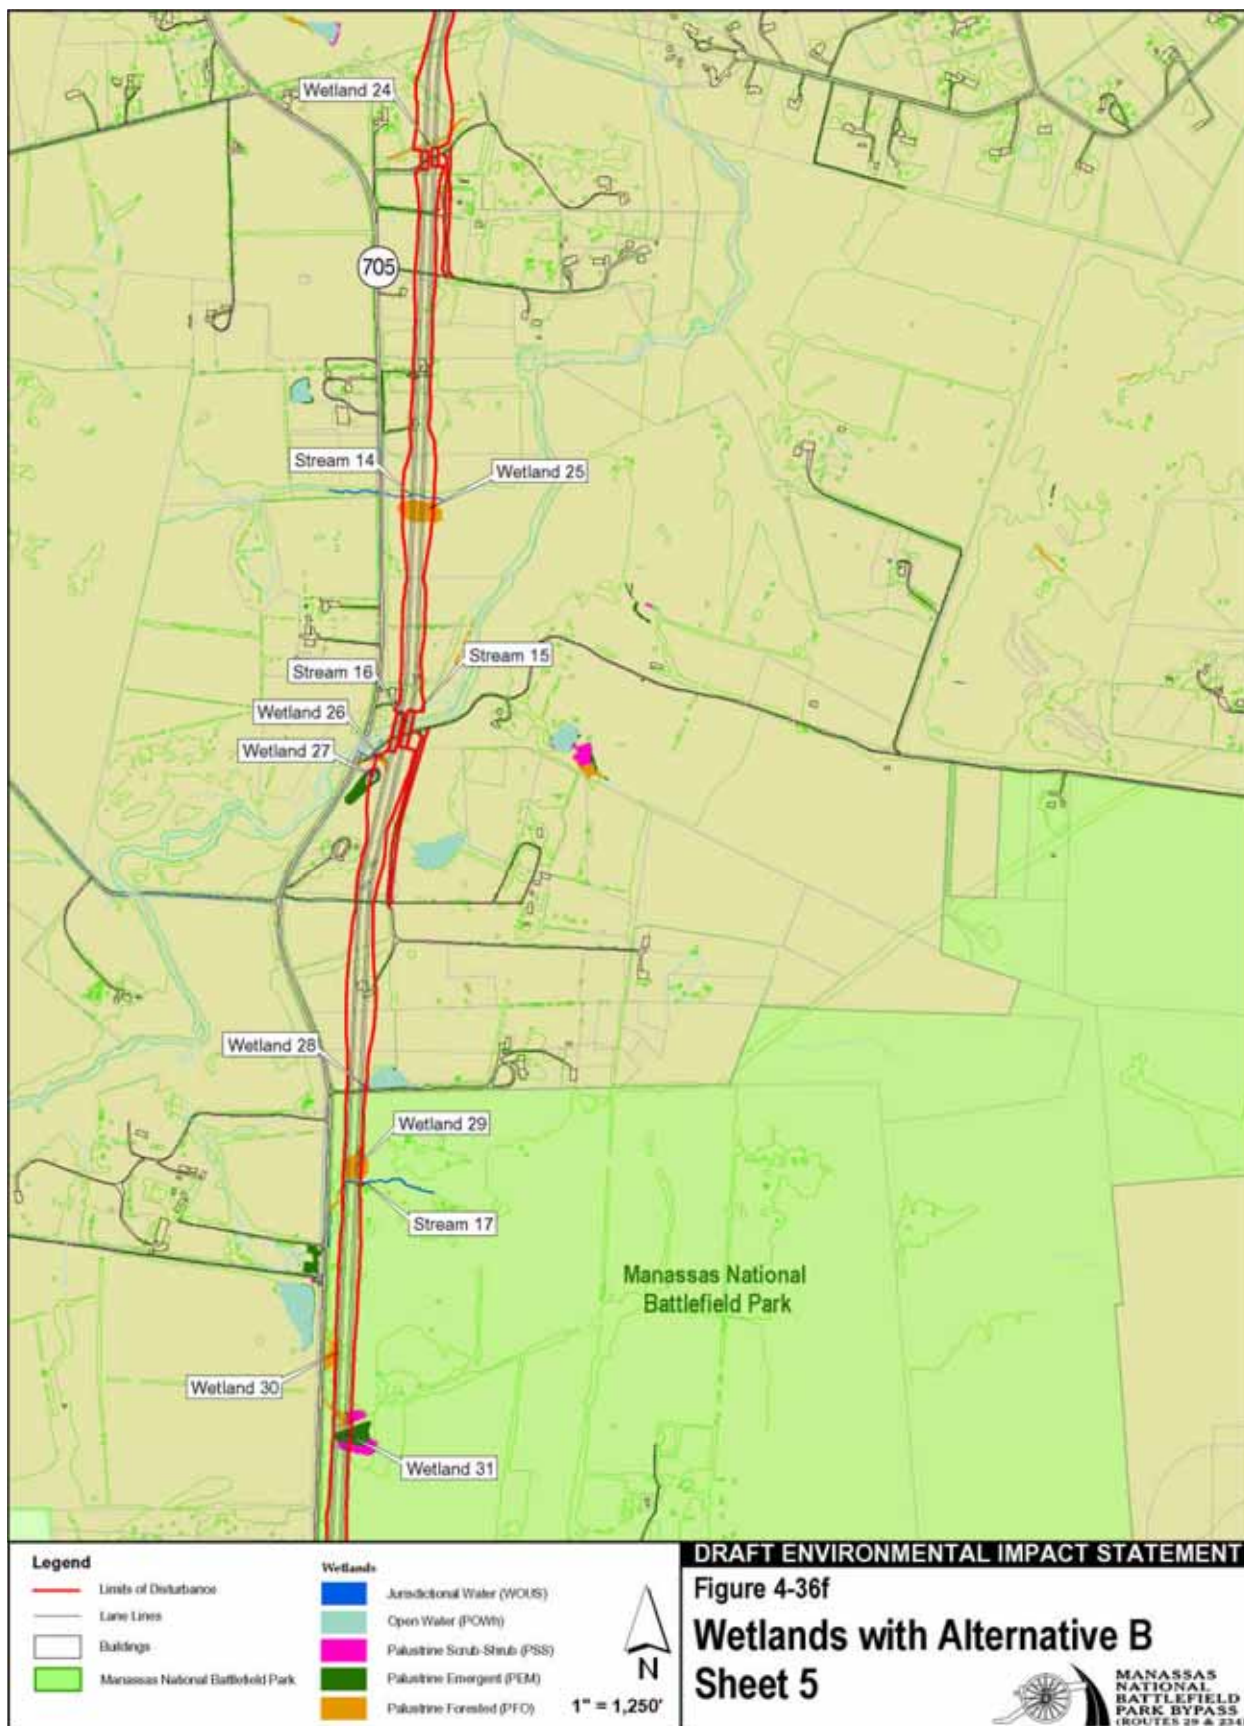 Wetland 24
705
Stream 14
Wetland 25
Stream 15
Stream 16
Wetland 26
Wetland 27
Wetland 28
Wetland 29
Stream 17
Manassas National
Battlefield Park
Wetland 30
Wetland 31
Legend
Limits of Disturbance
Lane Lines
Buildings
Manassas National Battlefield Park
Wetlands
Jurisdictional Water (WOUS)
Open Water (POWh)
Palustrine Scrub-Shrub (PSS)
Palustrine Emergent (PEM)
Palustrine Forested (PFO)
N
1" = 1,250'
DRAFT ENVIRONMENTAL IMPACT STATEMENT
Figure 4-36f
Wetlands with Alternative B
Sheet 5
MANASSAS
NATIONAL
BATTLEFIELD
PARK BYPASS
(ROUTES 29 & 234)